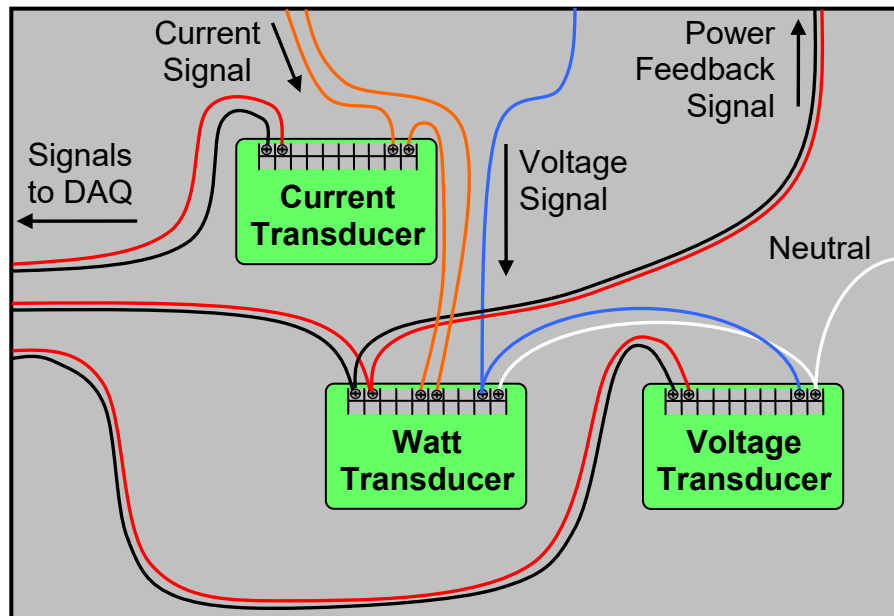 Current
Signal
Power
Feedback
Signal
Signals
to DAQ
Voltage
Signal
Current
Transducer
Neutral
Watt
Transducer
Voltage
Transducer